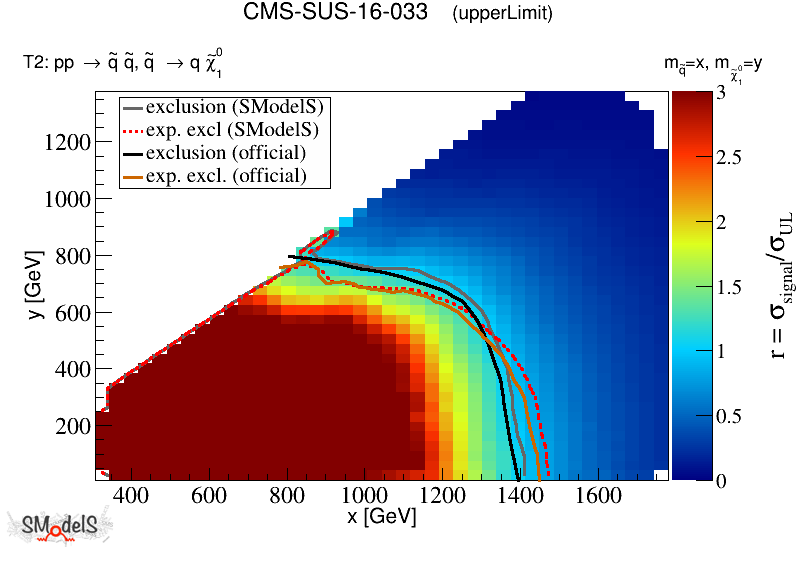 CMS-SUS-16-033 (upperLimit)
T2: pp → q̃ q̃, q̃ → q χ̃⁰₁
m_q̃=x, m_χ̃⁰₁=y
exclusion (SModelS)
exp. excl (SModelS)
exclusion (official)
exp. excl. (official)
1200
1000
800
600
400
200
y [GeV]
400 600 800 1000 1200 1400 1600
x [GeV]
3
2.5
2
1.5
1
0.5
0
r = σ_signal/σ_UL
SModelS